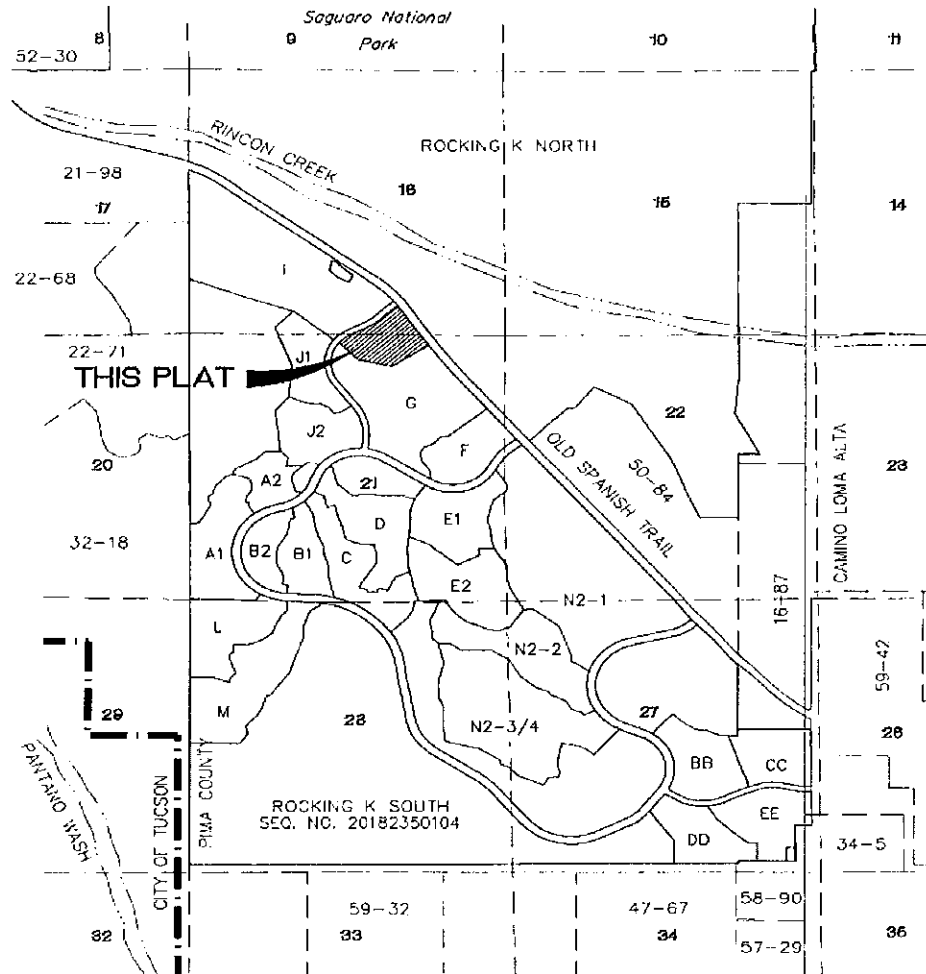 Saguaro National
Park
8
9
10
11
52-30
RINCON CREEK
ROCKING K NORTH
21-98
17
16
15
14
22-68
I
22-71
J1
THIS PLAT
G
22
J2
F
OLD SPANISH TRAIL
50-84
CAMINO LOMA ALTA
20
A2
21
23
D
E1
32-18
A1
B2
B1
C
E2
16-87
N2-1
L
N2-2
59-42
M
29
28
N2-3/4
27
26
PANTANO WASH
CITY OF TUCSON
PIMA COUNTY
BB
CC
ROCKING K SOUTH
SEQ. NO. 20182350104
EE
DD
34-5
59-32
47-67
58-90
32
33
34
57-29
35